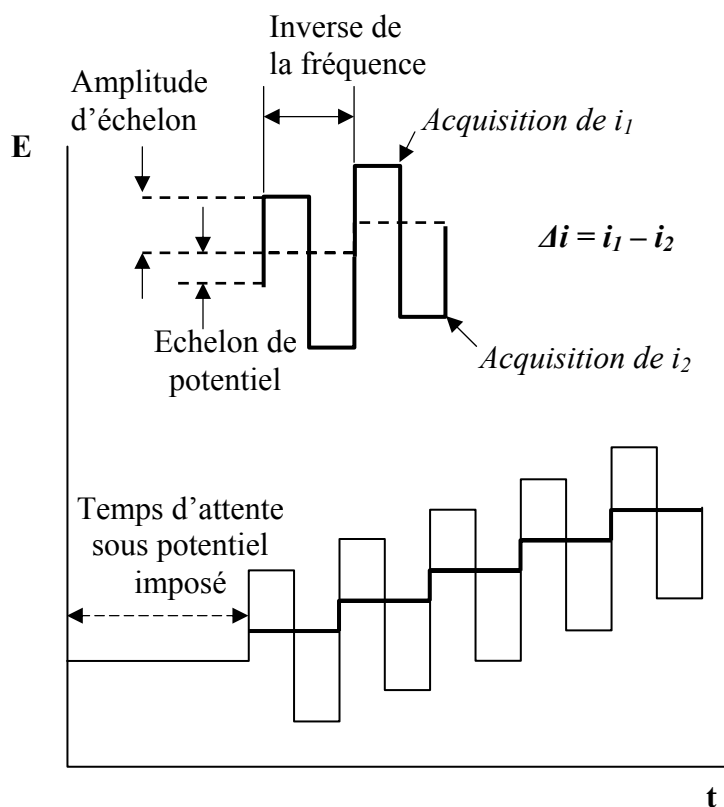 Inverse de
la fréquence
Amplitude
d’échelon
Acquisition de i1
E
Δi = i1 – i2
Echelon de
potentiel
Acquisition de i2
Temps d’attente
sous potentiel
imposé
t